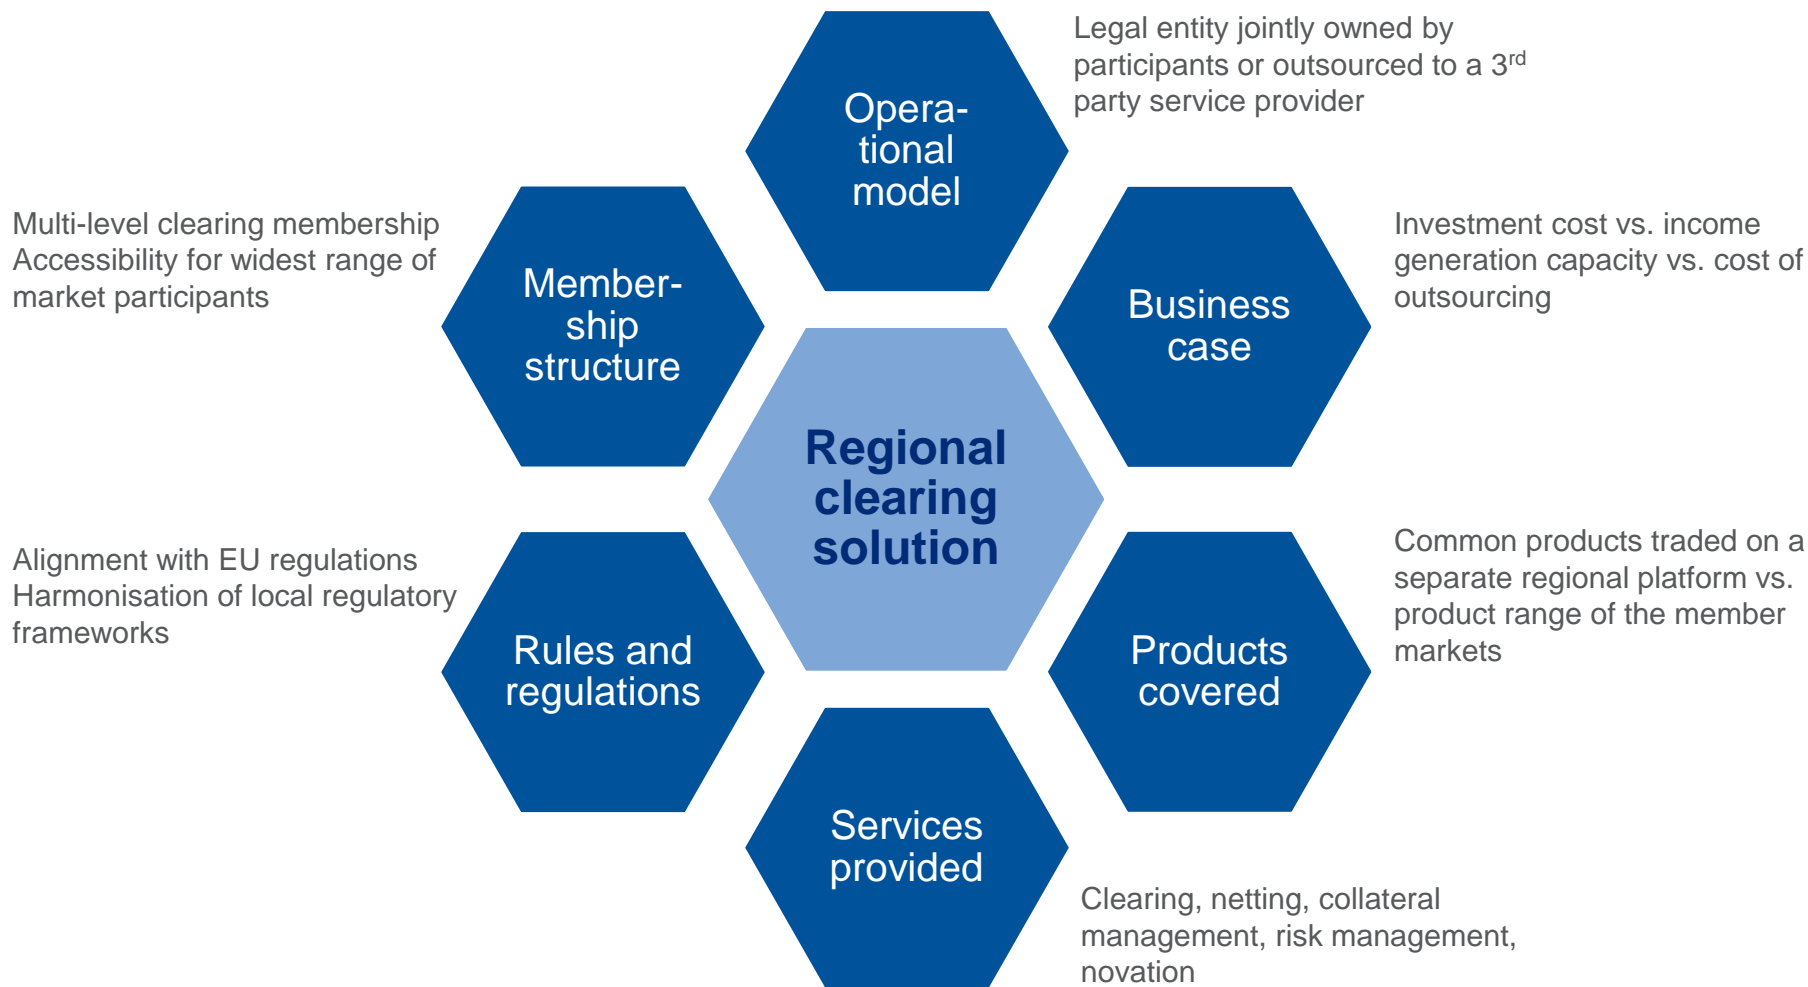 Legal entity jointly owned by
participants or outsourced to a 3rd
party service provider
Opera-
tional
model
Multi-level clearing membership
Accessibility for widest range of
market participants
Member-
ship
structure
Business
case
Investment cost vs. income
generation capacity vs. cost of
outsourcing
Regional
clearing
solution
Alignment with EU regulations
Harmonisation of local regulatory
frameworks
Rules and
regulations
Products
covered
Common products traded on a
separate regional platform vs.
product range of the member
markets
Services
provided
Clearing, netting, collateral
management, risk management,
novation